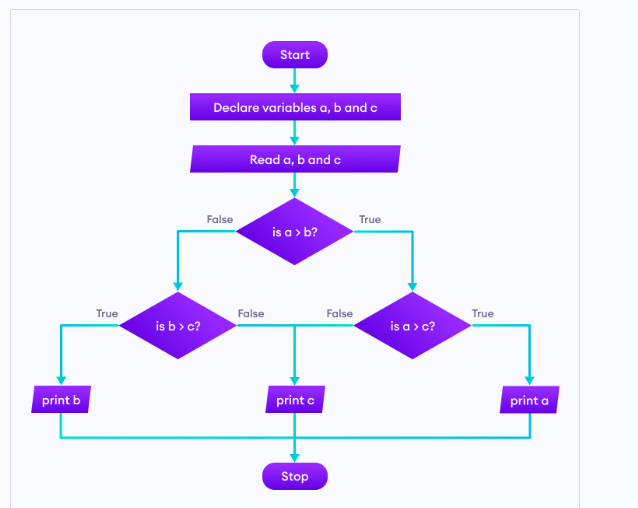 Start
Declare variables a, b and c
Read a, b and c
False
True
is a > b?
True
False
False
True
is b > c?
is a > c?
print b
print c
print a
Stop